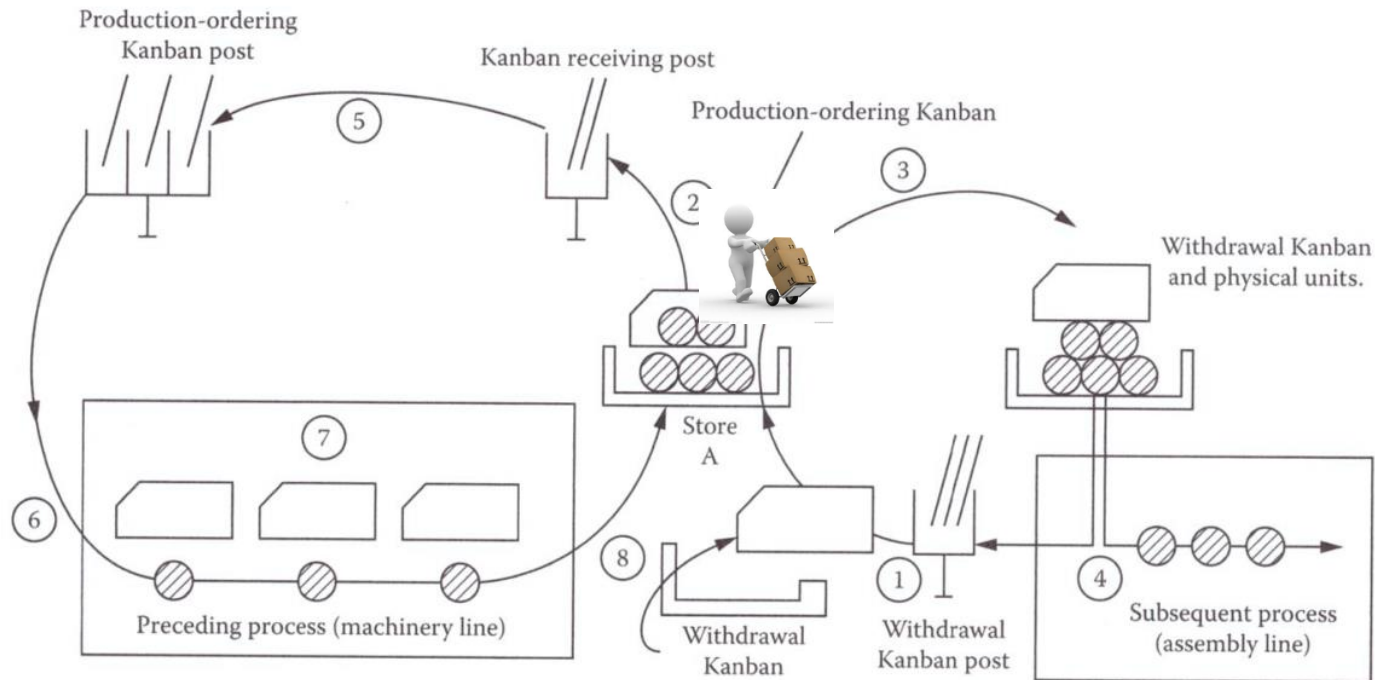 Production-ordering
Kanban post
Kanban receiving post
Production-ordering Kanban
5
3
2
Withdrawal Kanban
and physical units.
Store
A
7
6
8
1
4
Preceding process (machinery line)
Withdrawal
Kanban
Withdrawal
Kanban post
Subsequent process
(assembly line)